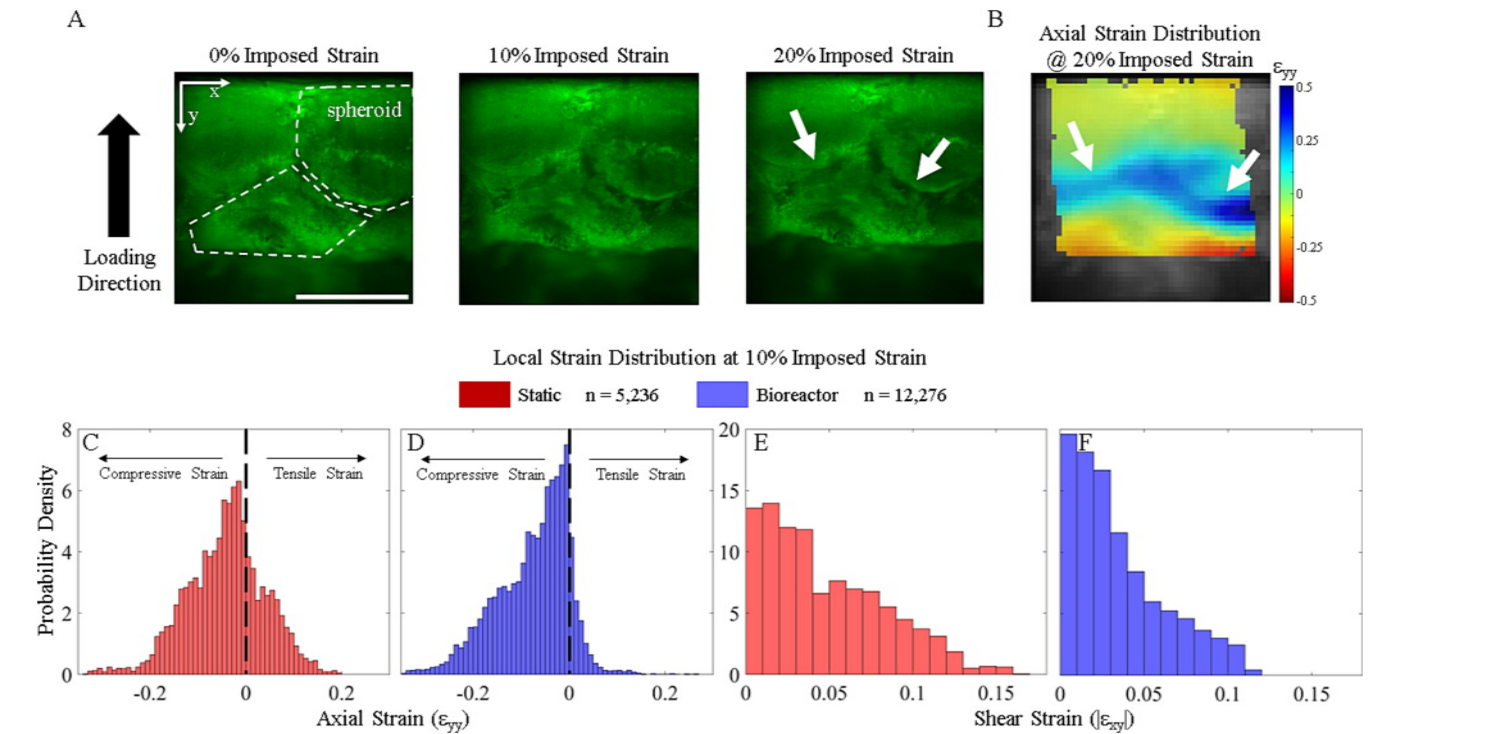 A
B
0% Imposed Strain
10% Imposed Strain
20% Imposed Strain
Axial Strain Distribution
@ 20% Imposed Strain
εyy
x
y
spheroid
Loading
Direction
0.5
0.25
0
-0.25
-0.5
Local Strain Distribution at 10% Imposed Strain
Static n = 5,236 Bioreactor n = 12,276
C
Compressive Strain Tensile Strain
D
Compressive Strain Tensile Strain
E
F
Probability Density
8
6
4
2
0
20
15
10
5
0
-0.2 0 0.2
-0.2 0 0.2
0 0.05 0.1 0.15
0 0.05 0.1 0.15
Axial Strain (εyy)
Shear Strain (|εxy|)